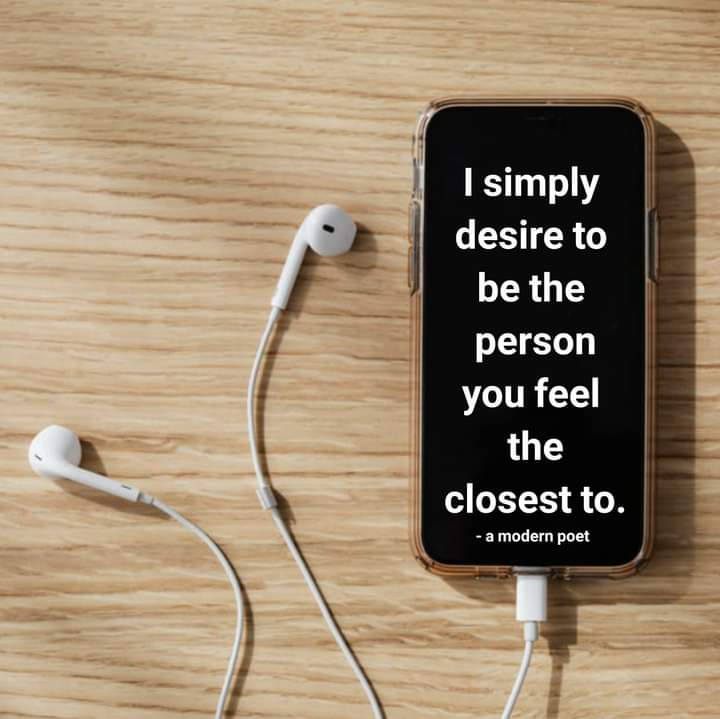 I simply
desire to
be the
person
you feel
the
closest to.
- a modern poet